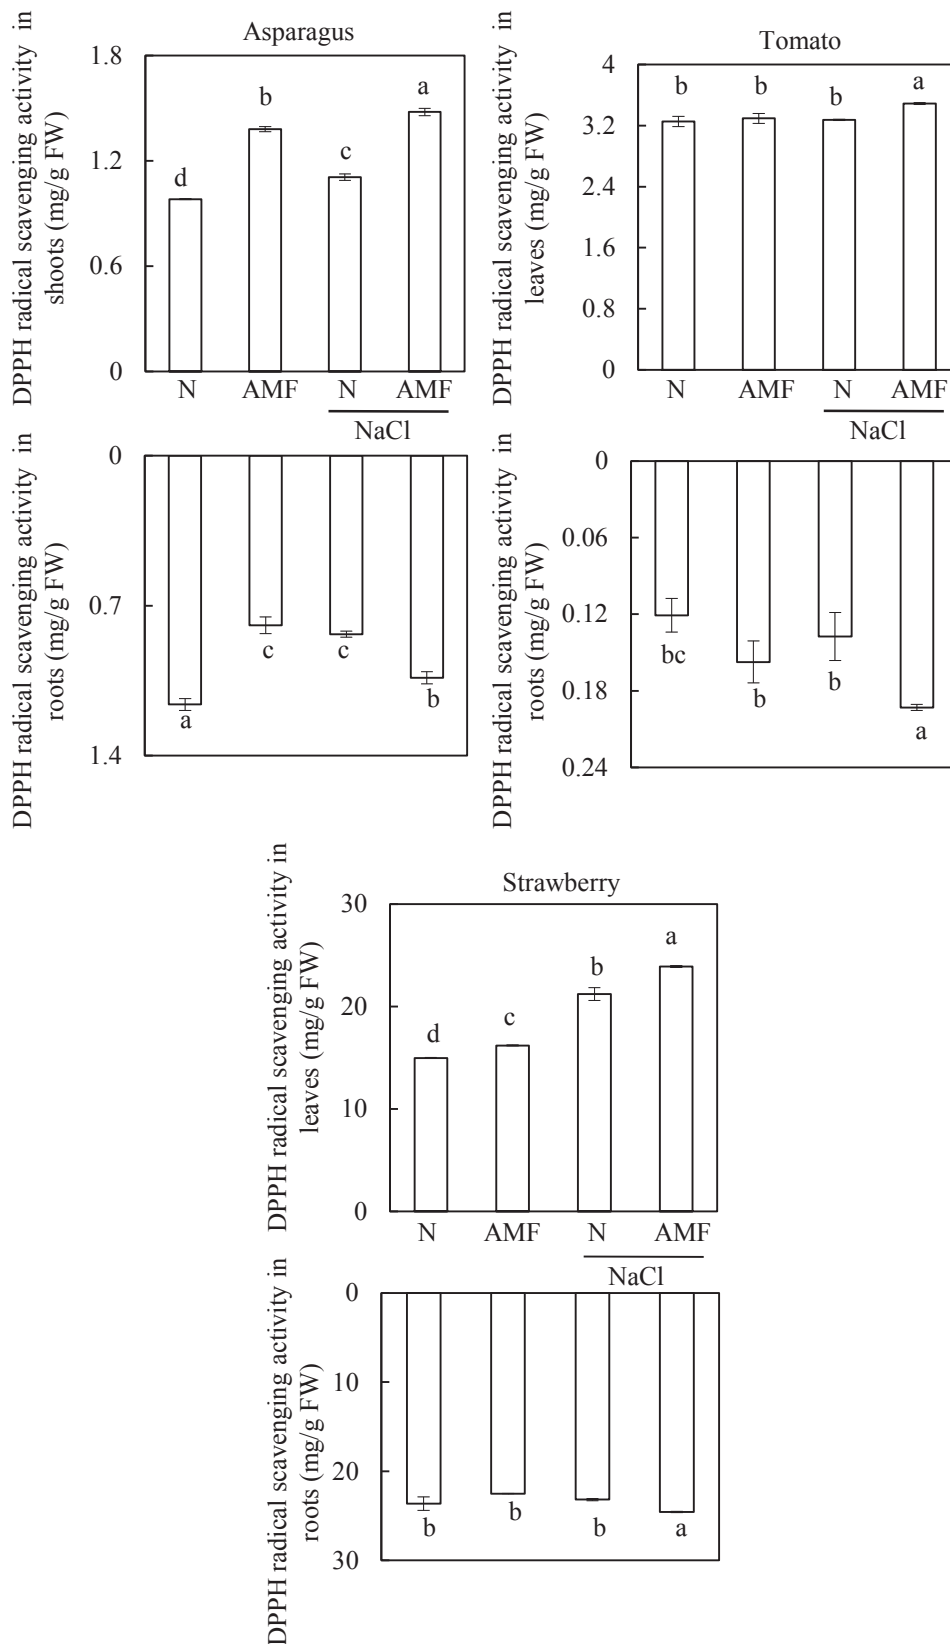 Asparagus
DPPH radical scavenging activity in
shoots (mg/g FW)
1.8
1.2
0.6
0
d
b
c
a
N AMF N AMF
NaCl
DPPH radical scavenging activity in
roots (mg/g FW)
0
0.7
1.4
a
c
c
b
Tomato
DPPH radical scavenging activity in
leaves (mg/g FW)
4
3.2
2.4
1.6
0.8
0
b
b
b
a
N AMF N AMF
NaCl
DPPH radical scavenging activity in
roots (mg/g FW)
0
0.06
0.12
0.18
0.24
bc
b
b
a
Strawberry
DPPH radical scavenging activity in
leaves (mg/g FW)
30
20
10
0
d
c
b
a
N AMF N AMF
NaCl
DPPH radical scavenging activity in
roots (mg/g FW)
0
10
20
30
b
b
b
a